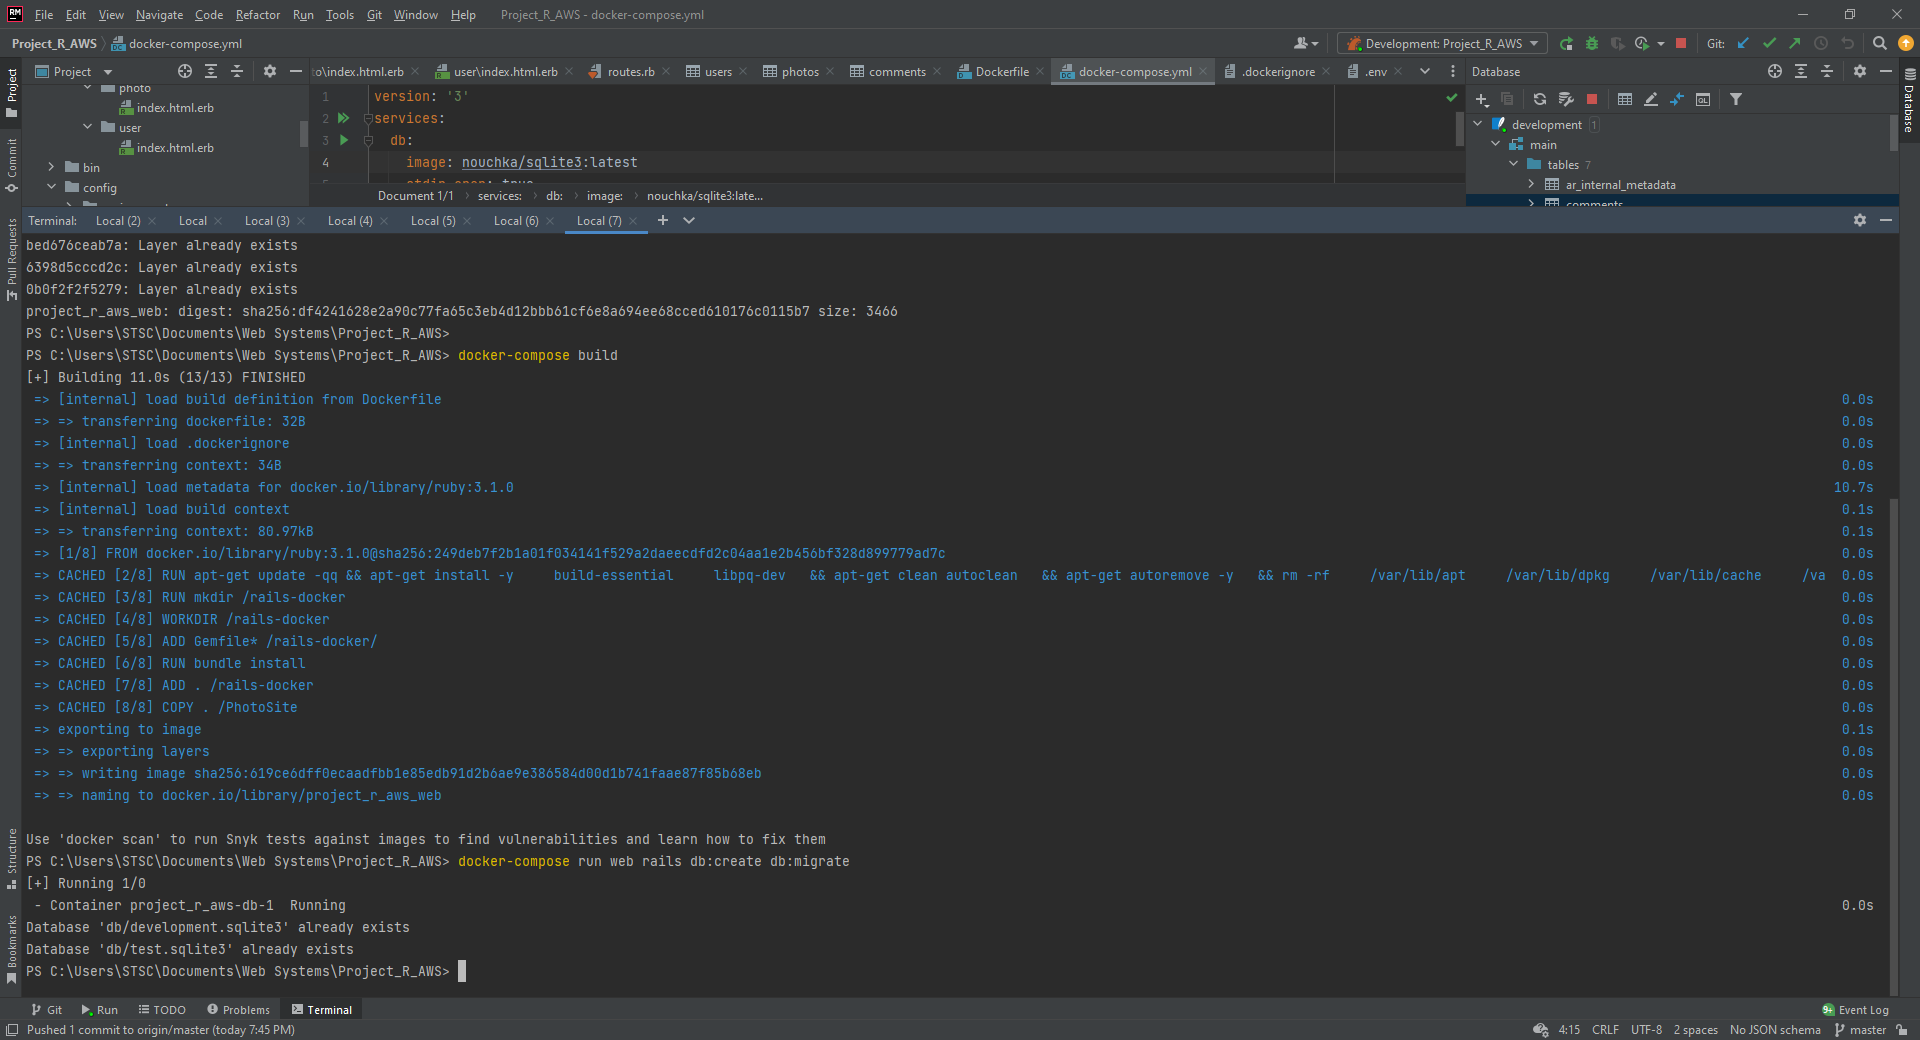 RM File Edit View Navigate Code Refactor Run Tools Git Window Help Project_R_AWS - docker-compose.yml
Project_R_AWS docker-compose.yml Development: Project_R_AWS Git:
Project to\index.html.erb user\index.html.erb routes.rb users photos comments Dockerfile docker-compose.yml .dockerignore .env Database
photo
index.html.erb
user
index.html.erb
bin
config
1 version: '3'
2 services:
3 db:
4 image: nouchka/sqlite3:latest
stdin_open: true
Document 1/1 services: db: image: nouchka/sqlite3:late...
development 1
main
tables 7
ar_internal_metadata
comments
Project
Commit
Pull Requests
Structure
Bookmarks
Database
Terminal: Local (2) Local Local (3) Local (4) Local (5) Local (6) Local (7)
bed676ceab7a: Layer already exists
6398d5cccd2c: Layer already exists
0b0f2f2f5279: Layer already exists
project_r_aws_web: digest: sha256:df4241628e2a90c77fa65c3eb4d12bbb61cf6e8a694ee68cced610176c0115b7 size: 3466
PS C:\Users\STSC\Documents\Web Systems\Project_R_AWS>
PS C:\Users\STSC\Documents\Web Systems\Project_R_AWS> docker-compose build
[+] Building 11.0s (13/13) FINISHED
=> [internal] load build definition from Dockerfile 0.0s
=> => transferring dockerfile: 32B 0.0s
=> [internal] load .dockerignore 0.0s
=> => transferring context: 34B 0.0s
=> [internal] load metadata for docker.io/library/ruby:3.1.0 10.7s
=> [internal] load build context 0.1s
=> => transferring context: 80.97kB 0.1s
=> [1/8] FROM docker.io/library/ruby:3.1.0@sha256:249deb7f2b1a01f034141f529a2daeecdfd2c04aa1e2b456bf328d899779ad7c 0.0s
=> CACHED [2/8] RUN apt-get update -qq && apt-get install -y build-essential libpq-dev && apt-get clean autoclean && apt-get autoremove -y && rm -rf /var/lib/apt /var/lib/dpkg /var/lib/cache /va 0.0s
=> CACHED [3/8] RUN mkdir /rails-docker 0.0s
=> CACHED [4/8] WORKDIR /rails-docker 0.0s
=> CACHED [5/8] ADD Gemfile* /rails-docker/ 0.0s
=> CACHED [6/8] RUN bundle install 0.0s
=> CACHED [7/8] ADD . /rails-docker 0.0s
=> CACHED [8/8] COPY . /PhotoSite 0.0s
=> exporting to image 0.1s
=> => exporting layers 0.0s
=> => writing image sha256:619ce6dff0ecaadfbb1e85edb91d2b6ae9e386584d00d1b741faae87f85b68eb 0.0s
=> => naming to docker.io/library/project_r_aws_web 0.0s
Use 'docker scan' to run Snyk tests against images to find vulnerabilities and learn how to fix them
PS C:\Users\STSC\Documents\Web Systems\Project_R_AWS> docker-compose run web rails db:create db:migrate
[+] Running 1/0
- Container project_r_aws-db-1 Running 0.0s
Database 'db/development.sqlite3' already exists
Database 'db/test.sqlite3' already exists
PS C:\Users\STSC\Documents\Web Systems\Project_R_AWS>
Git Run TODO Problems Terminal 9+ Event Log
Pushed 1 commit to origin/master (today 7:45 PM) 4:15 CRLF UTF-8 2 spaces No JSON schema master